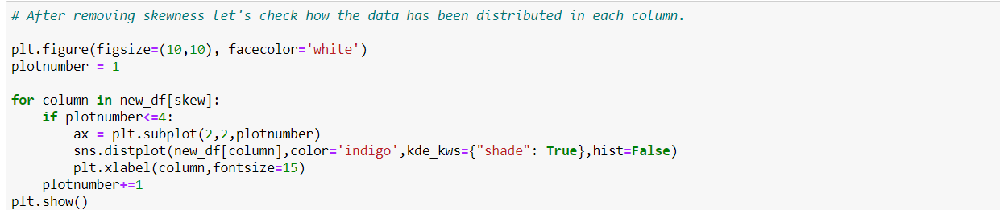 # After removing skewness let's check how the data has been distributed in each column.
plt.figure(figsize=(10,10), facecolor='white')
plotnumber = 1
for column in new_df[skew]:
    if plotnumber<=4:
        ax = plt.subplot(2,2,plotnumber)
        sns.distplot(new_df[column],color='indigo',kde_kws={"shade": True},hist=False)
        plt.xlabel(column,fontsize=15)
    plotnumber+=1
plt.show()